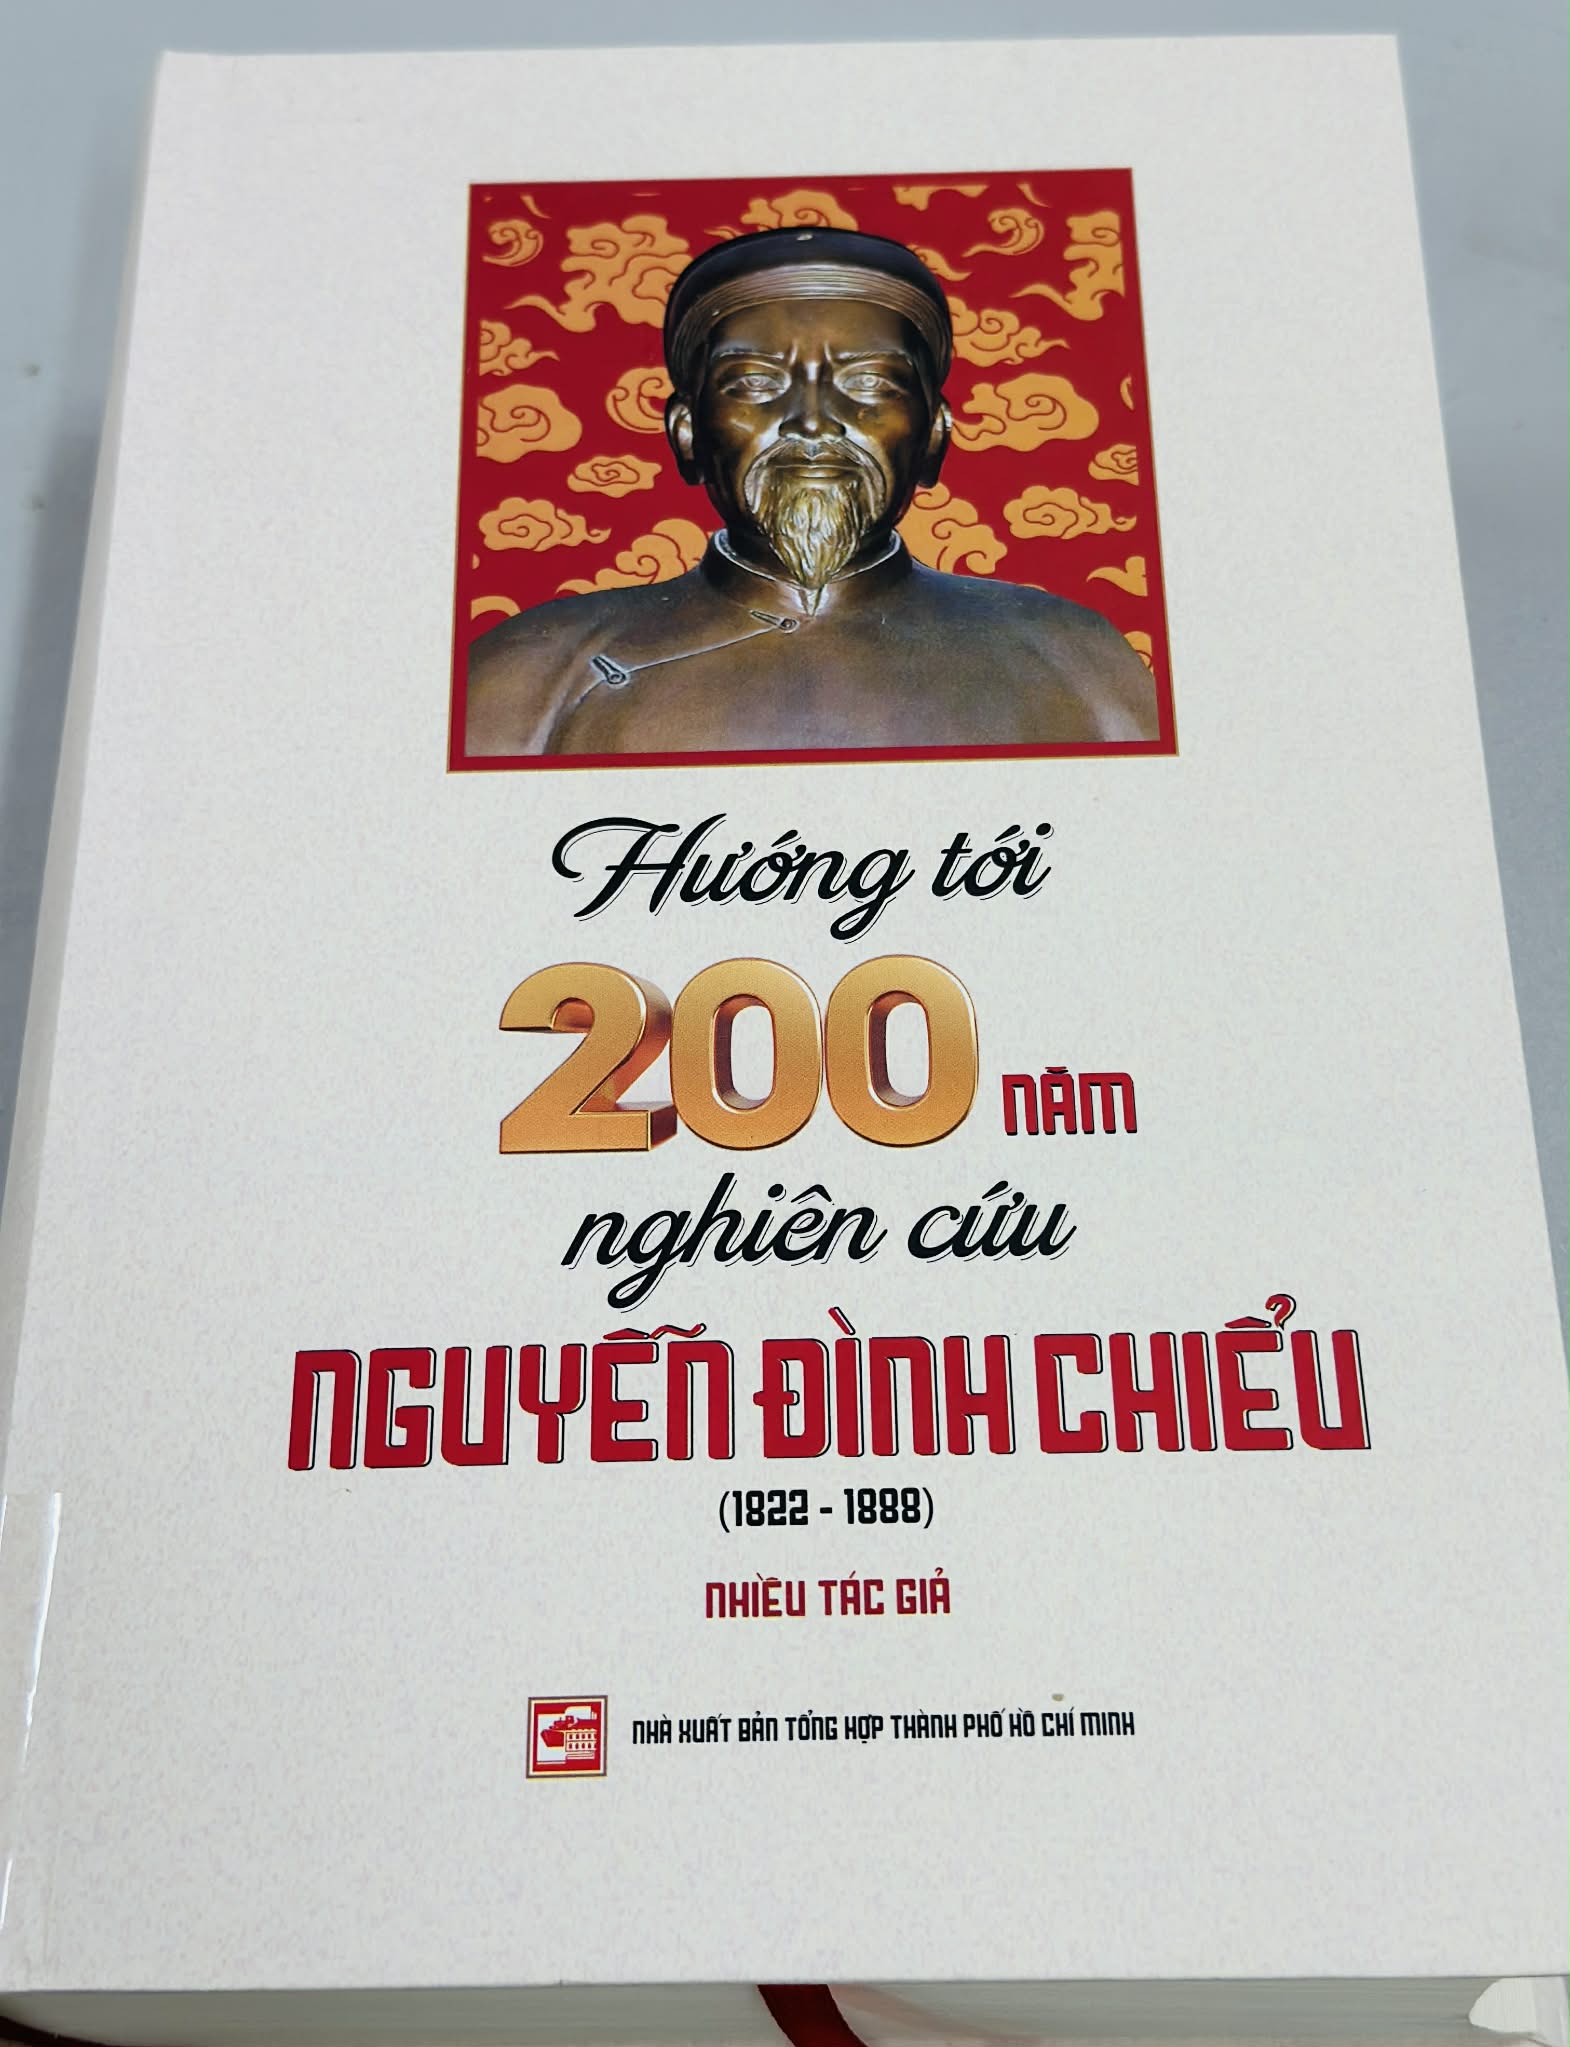 Hướng tới
200 NĂM
nghiên cứu
NGUYỄN ĐÌNH CHIỂU
(1822 - 1888)
NHIỀU TÁC GIẢ
NHÀ XUẤT BẢN TỔNG HỢP THÀNH PHỐ HỒ CHÍ MINH